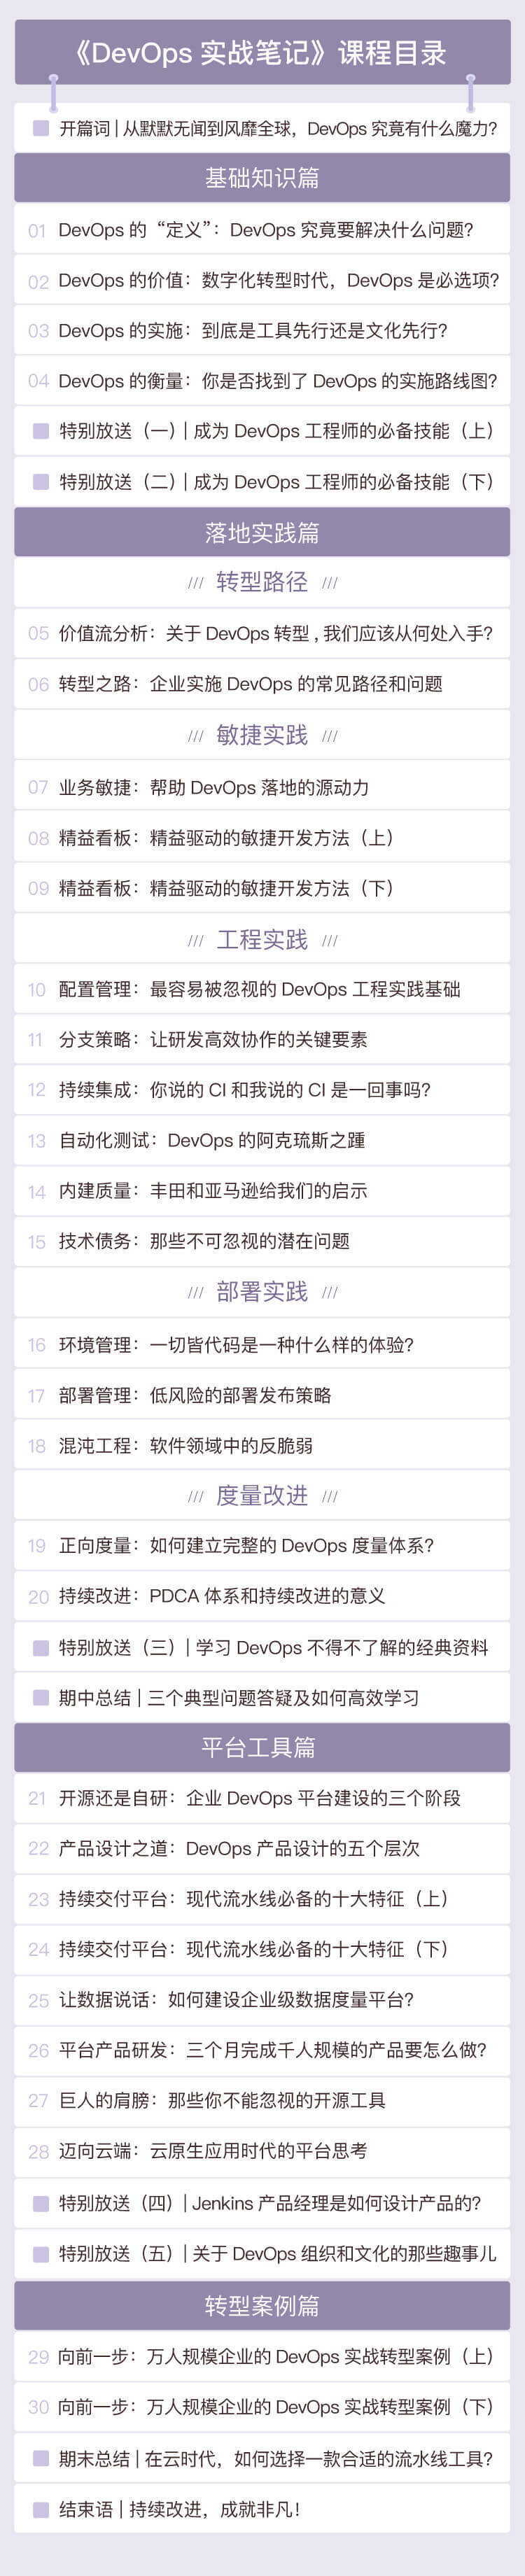 《DevOps 实战笔记》课程目录
开篇词 | 从默默无闻到风靡全球，DevOps 究竟有什么魔力?
基础知识篇
01 DevOps 的“定义”：DevOps 究竟要解决什么问题?
02 DevOps 的价值：数字化转型时代，DevOps 是必选项?
03 DevOps 的实施：到底是工具先行还是文化先行?
04 DevOps 的衡量：你是否找到了 DevOps 的实施路线图?
特别放送（一）| 成为 DevOps 工程师的必备技能（上）
特别放送（二）| 成为 DevOps 工程师的必备技能（下）
落地实践篇
/// 转型路径 ///
05 价值流分析：关于 DevOps 转型 , 我们应该从何处入手?
06 转型之路：企业实施 DevOps 的常见路径和问题
/// 敏捷实践 ///
07 业务敏捷：帮助 DevOps 落地的源动力
08 精益看板：精益驱动的敏捷开发方法（上）
09 精益看板：精益驱动的敏捷开发方法（下）
/// 工程实践 ///
10 配置管理：最容易被忽视的 DevOps 工程实践基础
11 分支策略：让研发高效协作的关键要素
12 持续集成：你说的 CI 和我说的 CI 是一回事吗?
13 自动化测试：DevOps 的阿克琉斯之踵
14 内建质量：丰田和亚马逊给我们的启示
15 技术债务：那些不可忽视的潜在问题
/// 部署实践 ///
16 环境管理：一切皆代码是一种什么样的体验?
17 部署管理：低风险的部署发布策略
18 混沌工程：软件领域中的反脆弱
/// 度量改进 ///
19 正向度量：如何建立完整的 DevOps 度量体系?
20 持续改进：PDCA 体系和持续改进的意义
特别放送（三）| 学习 DevOps 不得不了解的经典资料
期中总结 | 三个典型问题答疑及如何高效学习
平台工具篇
21 开源还是自研：企业 DevOps 平台建设的三个阶段
22 产品设计之道：DevOps 产品设计的五个层次
23 持续交付平台：现代流水线必备的十大特征（上）
24 持续交付平台：现代流水线必备的十大特征（下）
25 让数据说话：如何建设企业级数据度量平台?
26 平台产品研发：三个月完成千人规模的产品要怎么做?
27 巨人的肩膀：那些你不能忽视的开源工具
28 迈向云端：云原生应用时代的平台思考
特别放送（四）| Jenkins 产品经理是如何设计产品的?
特别放送（五）| 关于 DevOps 组织和文化的那些趣事儿
转型案例篇
29 向前一步：万人规模企业的 DevOps 实战转型案例（上）
30 向前一步：万人规模企业的 DevOps 实战转型案例（下）
期末总结 | 在云时代，如何选择一款合适的流水线工具?
结束语 | 持续改进，成就非凡!